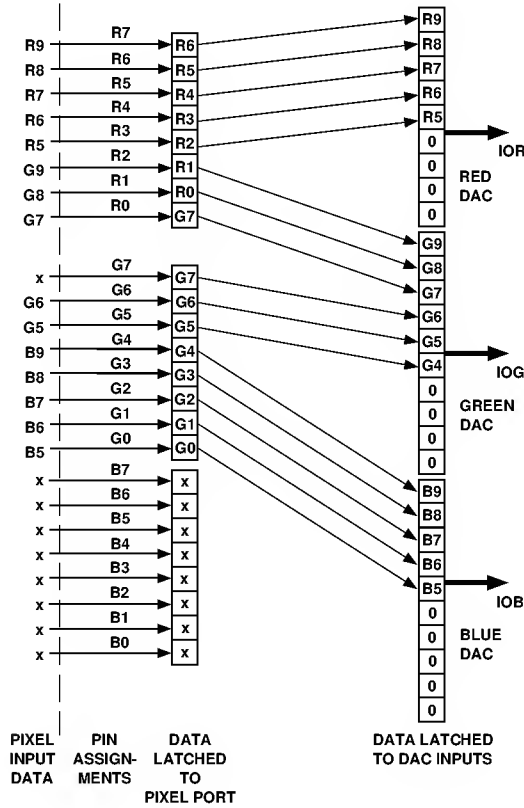 R9
R8
R7
R6
R5
G9
G8
G7
x
G6
G5
B9
B8
B7
B6
B5
x
x
x
x
x
x
x
x
PIXEL
INPUT
DATA
R7
R6
R5
R4
R3
R2
R1
R0
G7
G6
G5
G4
G3
G2
G1
G0
B7
B6
B5
B4
B3
B2
B1
B0
PIN
ASSIGN-
MENTS
R6
R5
R4
R3
R2
R1
R0
G7
G7
G6
G5
G4
G3
G2
G1
G0
x
x
x
x
x
x
x
x
DATA
LATCHED
TO
PIXEL PORT
R9
R8
R7
R6
R5
0
0
0
0
IOR
RED
DAC
G9
G8
G7
G6
G5
G4
0
0
0
0
IOG
GREEN
DAC
B9
B8
B7
B6
B5
0
0
0
0
0
IOB
BLUE
DAC
DATA LATCHED
TO DAC INPUTS